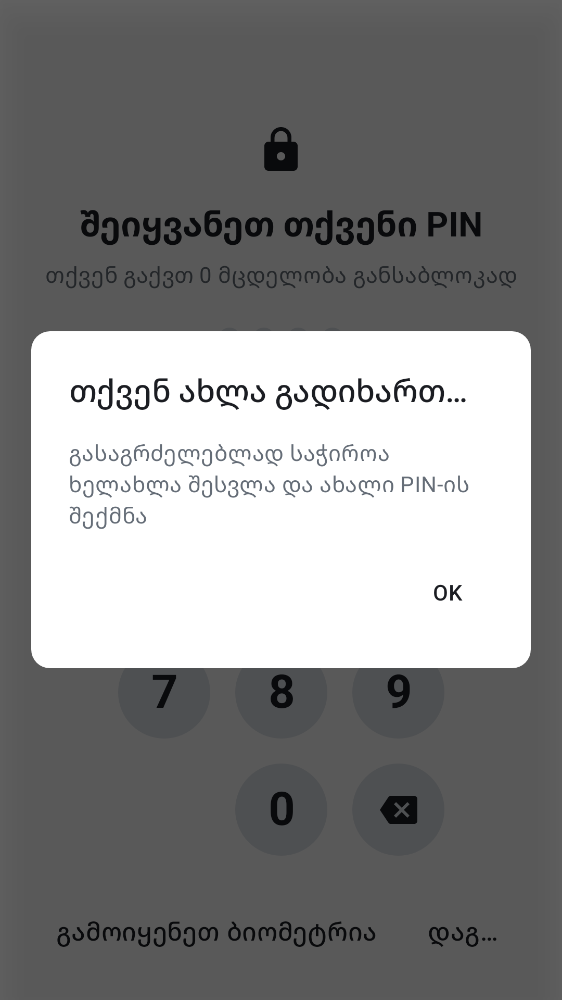 შეიყვანეთ თქვენი PIN
თქვენ გაქვთ 0 მცდელობა განსაბლოკად
თქვენ ახლა გადიხართ...
გასაგრძელებლად საჭიროა
ხელახლა შესვლა და ახალი PIN-ის
შექმნა
OK
7 8 9
0
გამოიყენეთ ბიომეტრია დაგ...